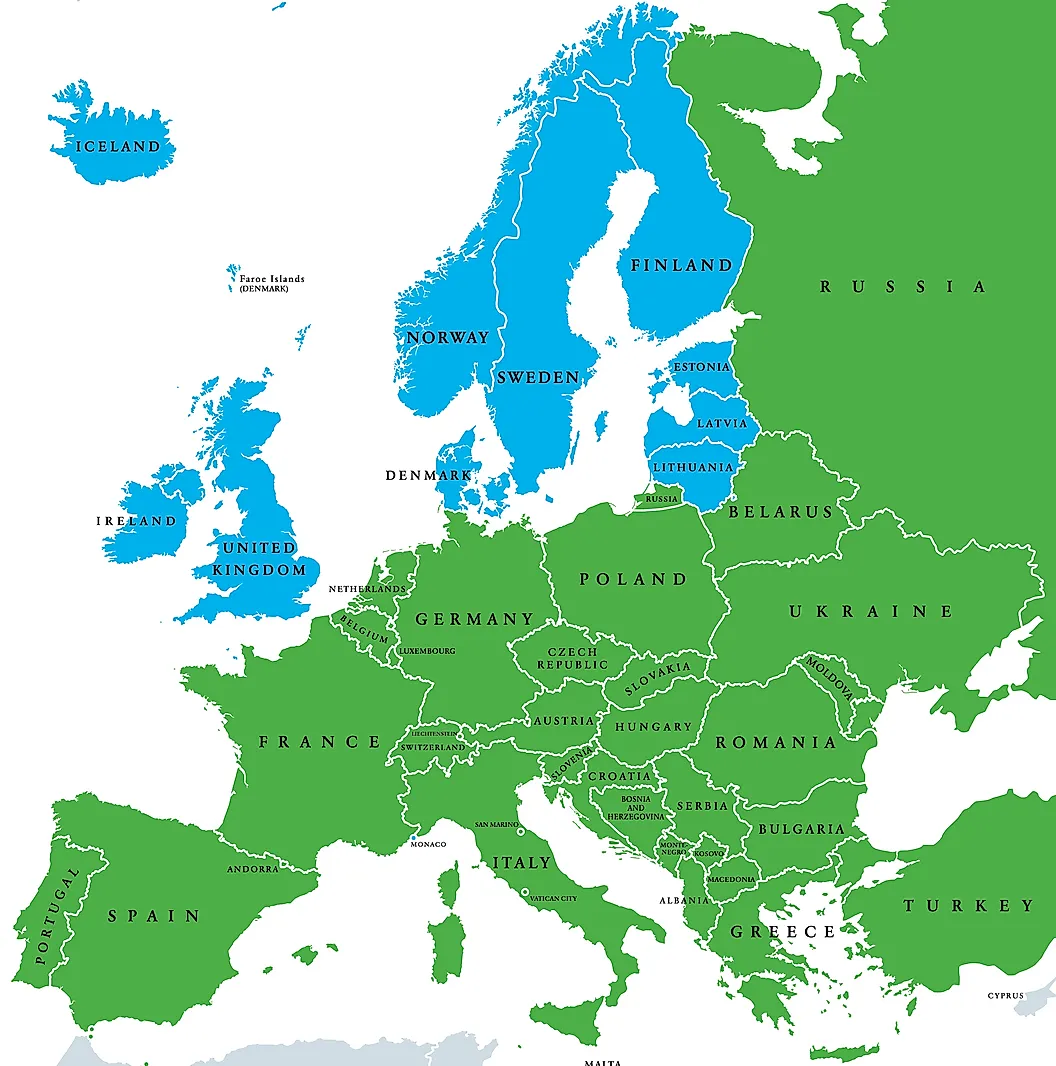 ICELAND
Faroe Islands
(DENMARK)
FINLAND
RUSSIA
NORWAY
SWEDEN
ESTONIA
LATVIA
LITHUANIA
DENMARK
RUSSIA
BELARUS
IRELAND
UNITED
KINGDOM
NETHERLANDS
POLAND
GERMANY
UKRAINE
BELGIUM
LUXEMBOURG
CZECH
REPUBLIC
SLOVAKIA
MOLDOVA
AUSTRIA
HUNGARY
LIECHTENSTEIN
SWITZERLAND
FRANCE
ROMANIA
SLOVENIA
CROATIA
BOSNIA
AND
HERZEGOVINA
SERBIA
SAN MARINO
BULGARIA
MONACO
MONTE-
NEGRO
KOSOVO
ITALY
ANDORRA
MACEDONIA
VATICAN CITY
ALBANIA
PORTUGAL
SPAIN
GREECE
TURKEY
CYPRUS
MALTA